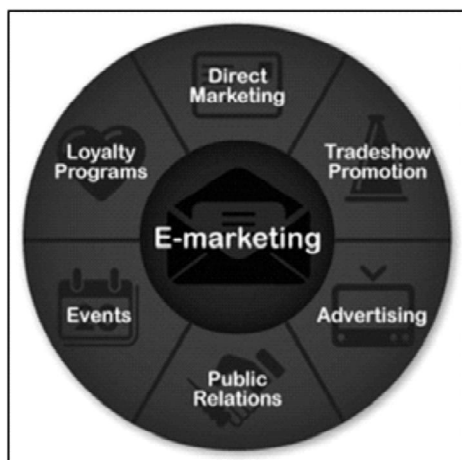 Direct
Marketing
Tradeshow
Promotion
Advertising
Public
Relations
Events
Loyalty
Programs
E-marketing